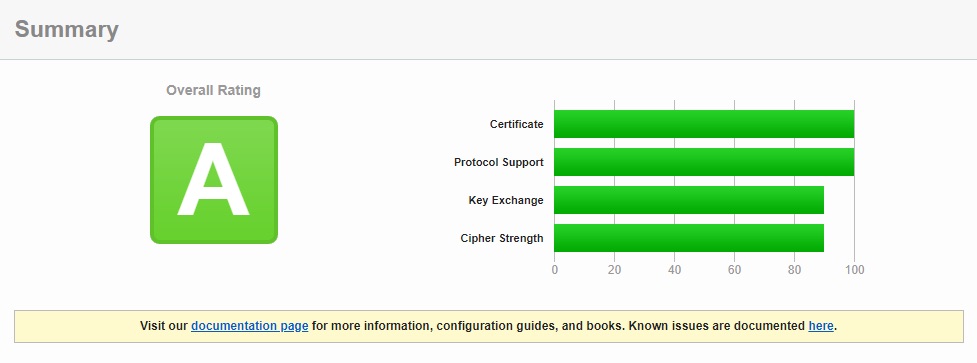 Summary
Overall Rating
A
Certificate
Protocol Support
Key Exchange
Cipher Strength
0 20 40 60 80 100
Visit our documentation page for more information, configuration guides, and books. Known issues are documented here.